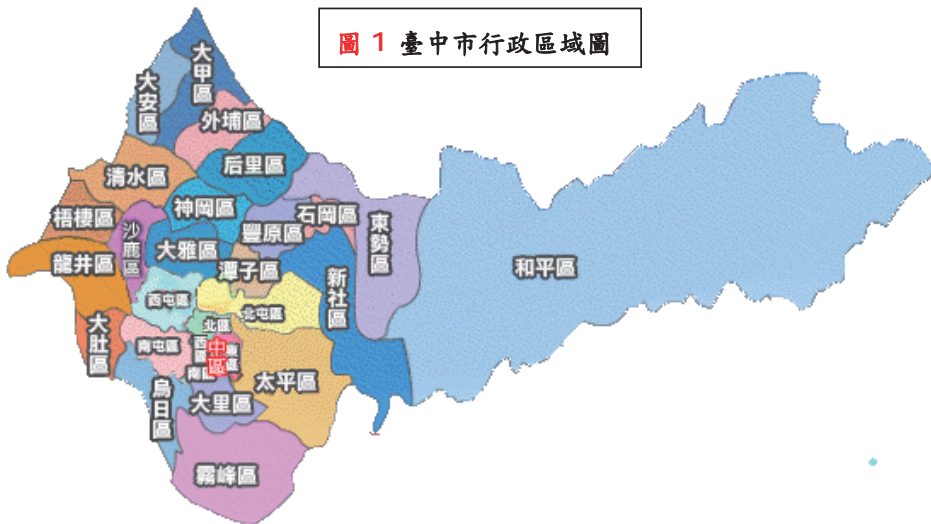 圖 1 臺中市行政區域圖
大甲區
大安區
外埔區
后里區
清水區
神岡區
石岡區
梧棲區
沙鹿區
豐原區
東勢區
大雅區
龍井區
潭子區
和平區
新社區
西屯區
北屯區
北區
大肚區
南屯區
西區
中區
東區
南區
太平區
烏日區
大里區
霧峰區